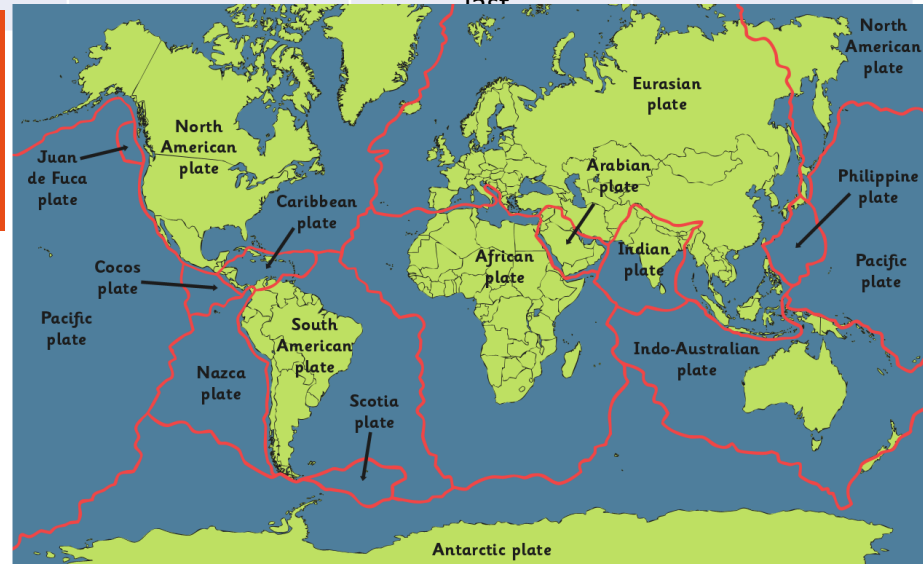 North
American
plate
Eurasian
plate
North
American
plate
Juan
de Fuca
plate
Arabian
plate
Philippine
plate
Caribbean
plate
African
plate
Indian
plate
Cocos
plate
Pacific
plate
Pacific
plate
South
American
plate
Indo-Australian
plate
Nazca
plate
Scotia
plate
Antarctic plate